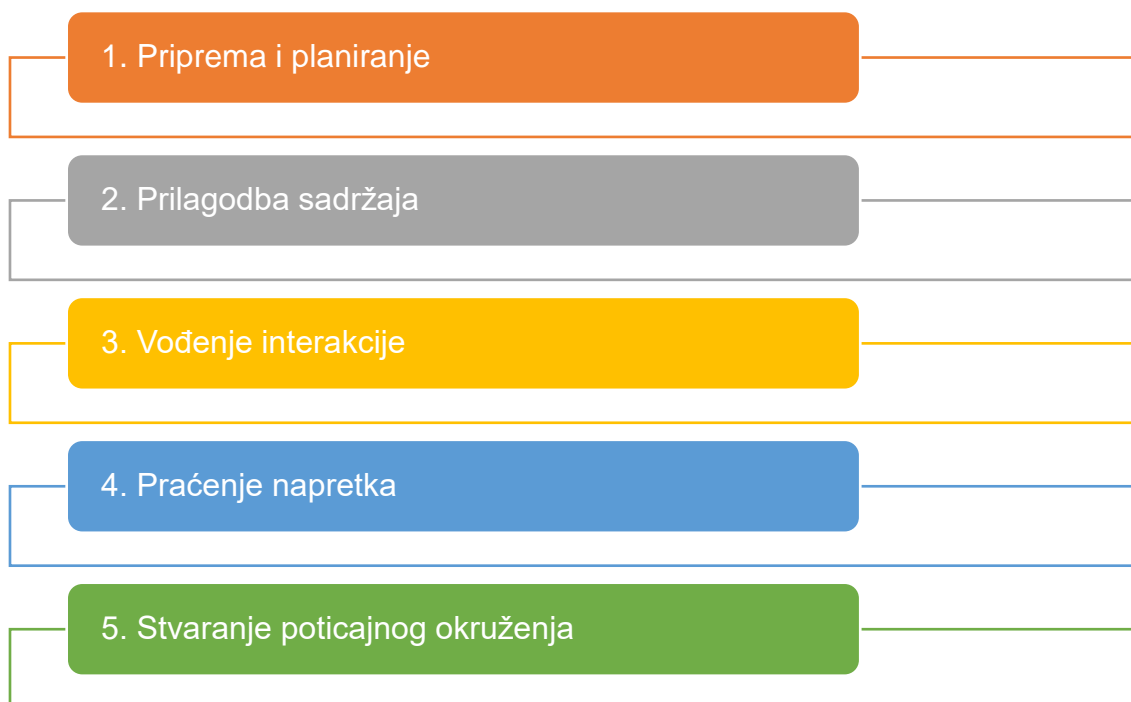 1. Priprema i planiranje
2. Prilagodba sadržaja
3. Vođenje interakcije
4. Praćenje napretka
5. Stvaranje poticajnog okruženja